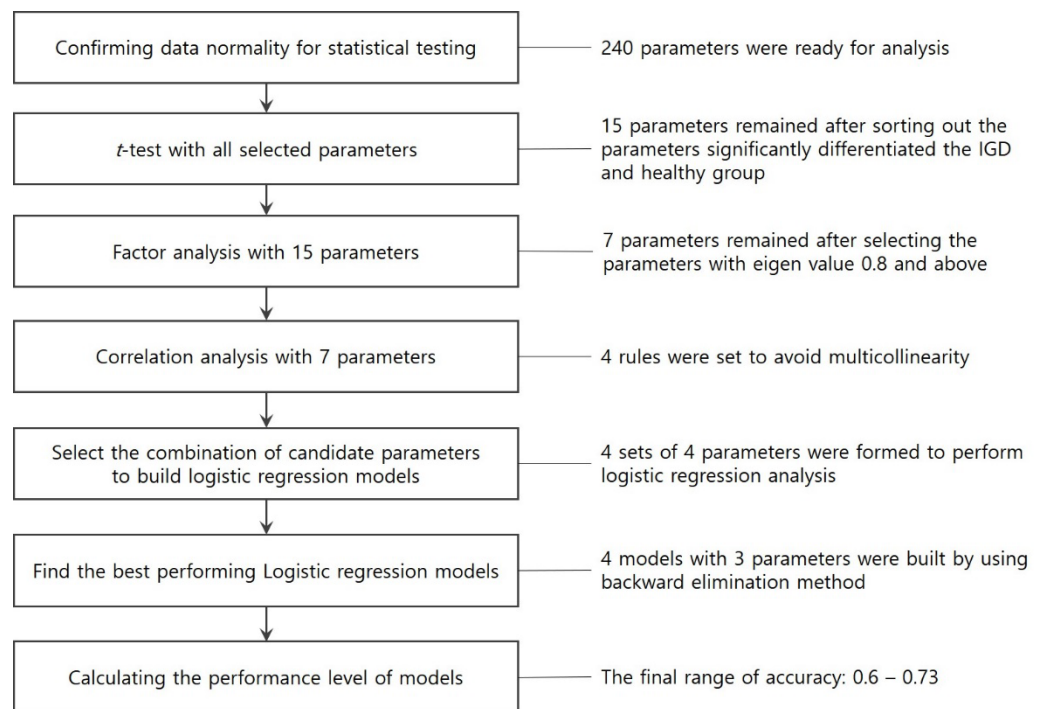 Confirming data normality for statistical testing
240 parameters were ready for analysis
t-test with all selected parameters
15 parameters remained after sorting out the
parameters significantly differentiated the IGD
and healthy group
Factor analysis with 15 parameters
7 parameters remained after selecting the
parameters with eigen value 0.8 and above
Correlation analysis with 7 parameters
4 rules were set to avoid multicollinearity
Select the combination of candidate parameters
to build logistic regression models
4 sets of 4 parameters were formed to perform
logistic regression analysis
Find the best performing Logistic regression models
4 models with 3 parameters were built by using
backward elimination method
Calculating the performance level of models
The final range of accuracy: 0.6 – 0.73